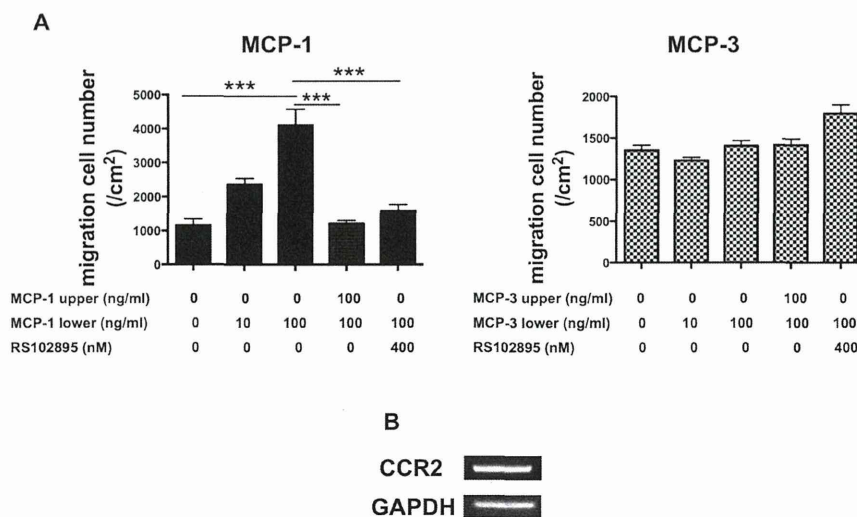 A
MCP-1
migration cell number
(/cm²)
5000
4000
3000
2000
1000
0
***
***
***
MCP-1 upper (ng/ml) 0 0 0 100 0
MCP-1 lower (ng/ml) 0 10 100 100 100
RS102895 (nM) 0 0 0 0 400
MCP-3
migration cell number
(/cm²)
2000
1500
1000
500
0
MCP-3 upper (ng/ml) 0 0 0 100 0
MCP-3 lower (ng/ml) 0 10 100 100 100
RS102895 (nM) 0 0 0 0 400
B
CCR2
GAPDH